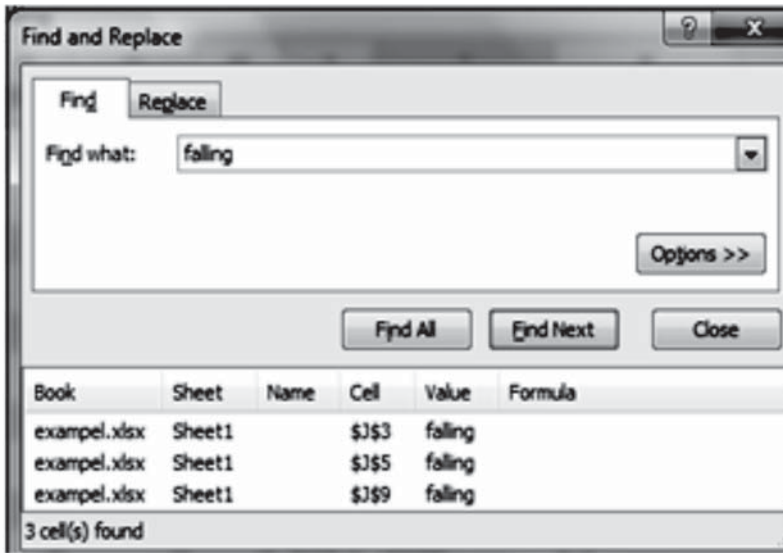 Find and Replace
Find Replace
Find what: falling
Options >>
Find All Find Next Close
Book Sheet Name Cell Value Formula
exampel.xlsx Sheet1 $J$3 falling
exampel.xlsx Sheet1 $J$5 falling
exampel.xlsx Sheet1 $J$9 falling
3 cell(s) found